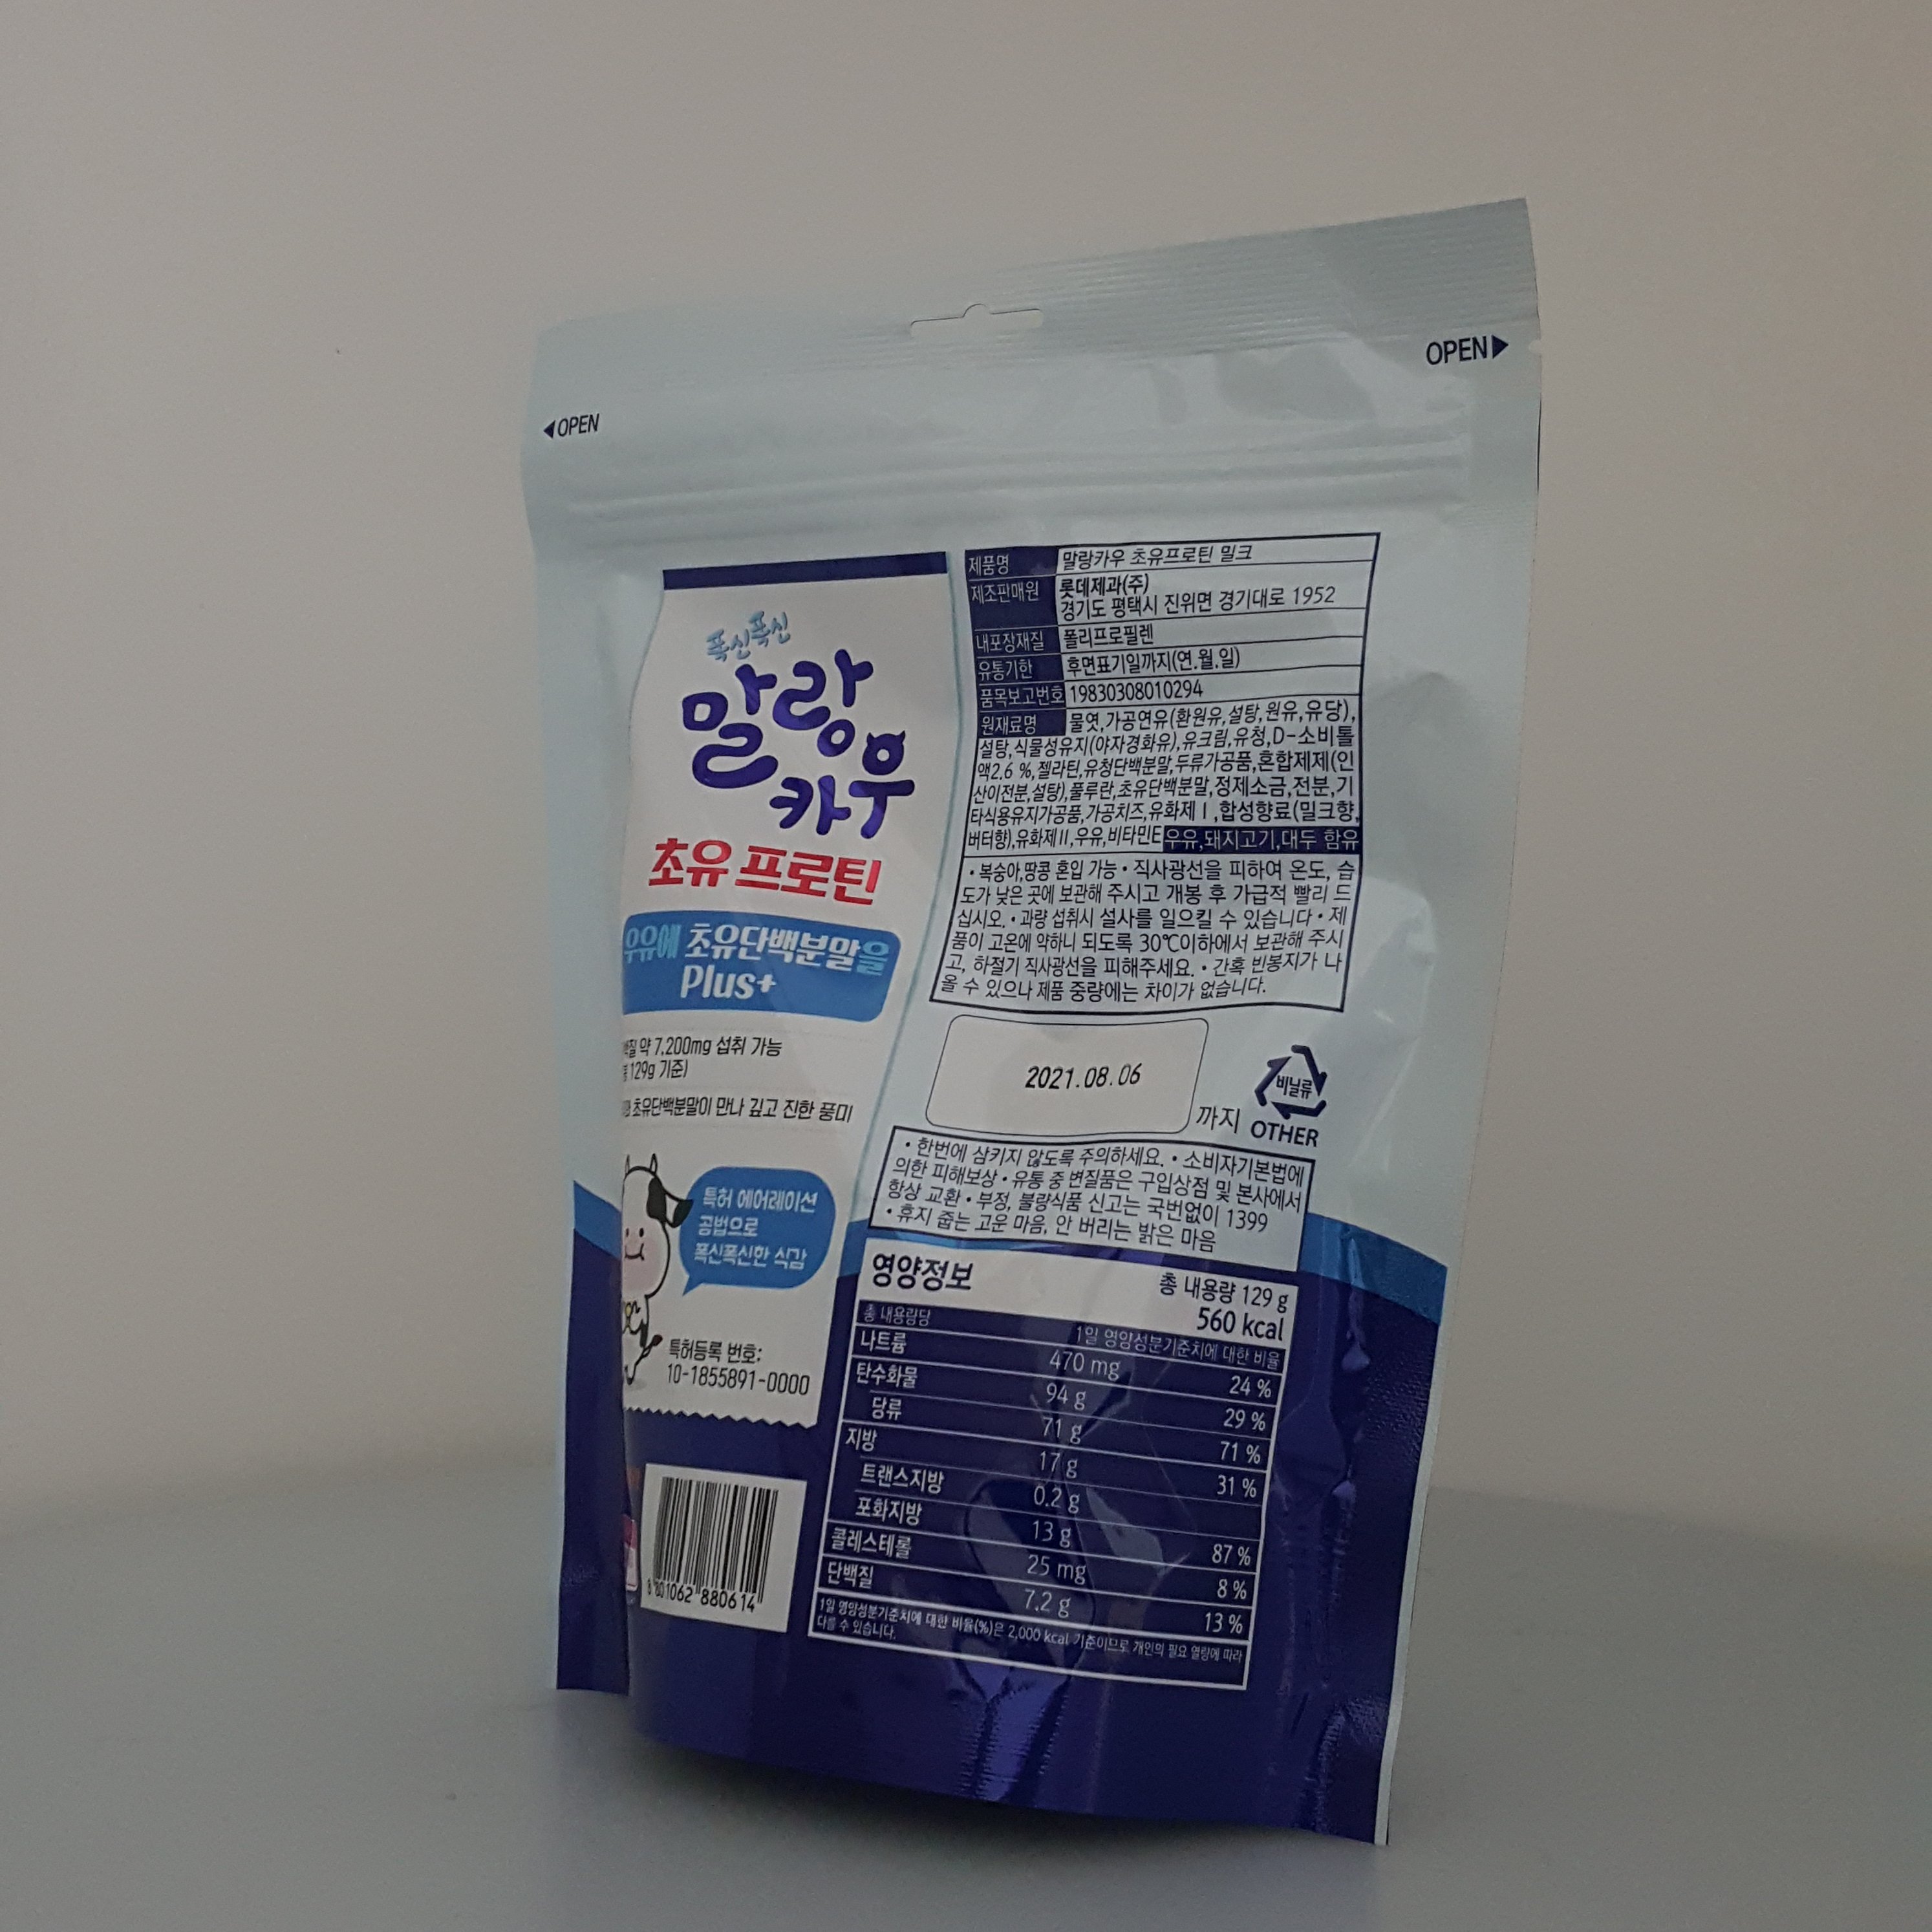 OPEN
OPEN
폭신폭신
말랑
카우
초유 프로틴
우유에 초유단백분말을
Plus+
약 7,200mg 섭취 가능
129g 기준)
초유단백분말이 만나 깊고 진한 풍미
특허 에어레이션
공법으로
폭신폭신한 식감
특허등록 번호:
10-1855891-0000
8 801062 880614
제품명 말랑카우 초유프로틴 밀크
제조판매원 롯데제과(주)
경기도 평택시 진위면 경기대로 1952
내포장재질 폴리프로필렌
유통기한 후면표기일까지(연.월.일)
품목보고번호 19830308010294
원재료명 물엿,가공연유(환원유,설탕,원유,유당),
설탕,식물성유지(야자경화유),유크림,유청,D-소비톨
액2.6 %,젤라틴,유청단백분말,두류가공품,혼합제제(인
산이전분,설탕),풀루란,초유단백분말,정제소금,전분,기
타식용유지가공품,가공치즈,유화제Ⅰ,합성향료(밀크향,
버터향),유화제Ⅱ,우유,비타민E 우유,돼지고기,대두 함유
• 복숭아,땅콩 혼입 가능 • 직사광선을 피하여 온도, 습
도가 낮은 곳에 보관해 주시고 개봉 후 가급적 빨리 드
십시오. • 과량 섭취시 설사를 일으킬 수 있습니다 • 제
품이 고온에 약하니 되도록 30℃이하에서 보관해 주시
고, 하절기 직사광선을 피해주세요. • 간혹 빈봉지가 나
올 수 있으나 제품 중량에는 차이가 없습니다.
2021.08.06
까지
비닐류
OTHER
• 한번에 삼키지 않도록 주의하세요. • 소비자기본법에
의한 피해보상 • 유통 중 변질품은 구입상점 및 본사에서
항상 교환 • 부정, 불량식품 신고는 국번없이 1399
• 휴지 줍는 고운 마음, 안 버리는 밝은 마음
영양정보 총 내용량 129 g
560 kcal
총 내용량당 1일 영양성분기준치에 대한 비율
나트륨 470 mg 24 %
탄수화물 94 g 29 %
당류 71 g 71 %
지방 17 g 31 %
트랜스지방 0.2 g
포화지방 13 g 87 %
콜레스테롤 25 mg 8 %
단백질 7.2 g 13 %
1일 영양성분기준치에 대한 비율(%)은 2,000 kcal 기준이므로 개인의 필요 열량에 따라
다를 수 있습니다.